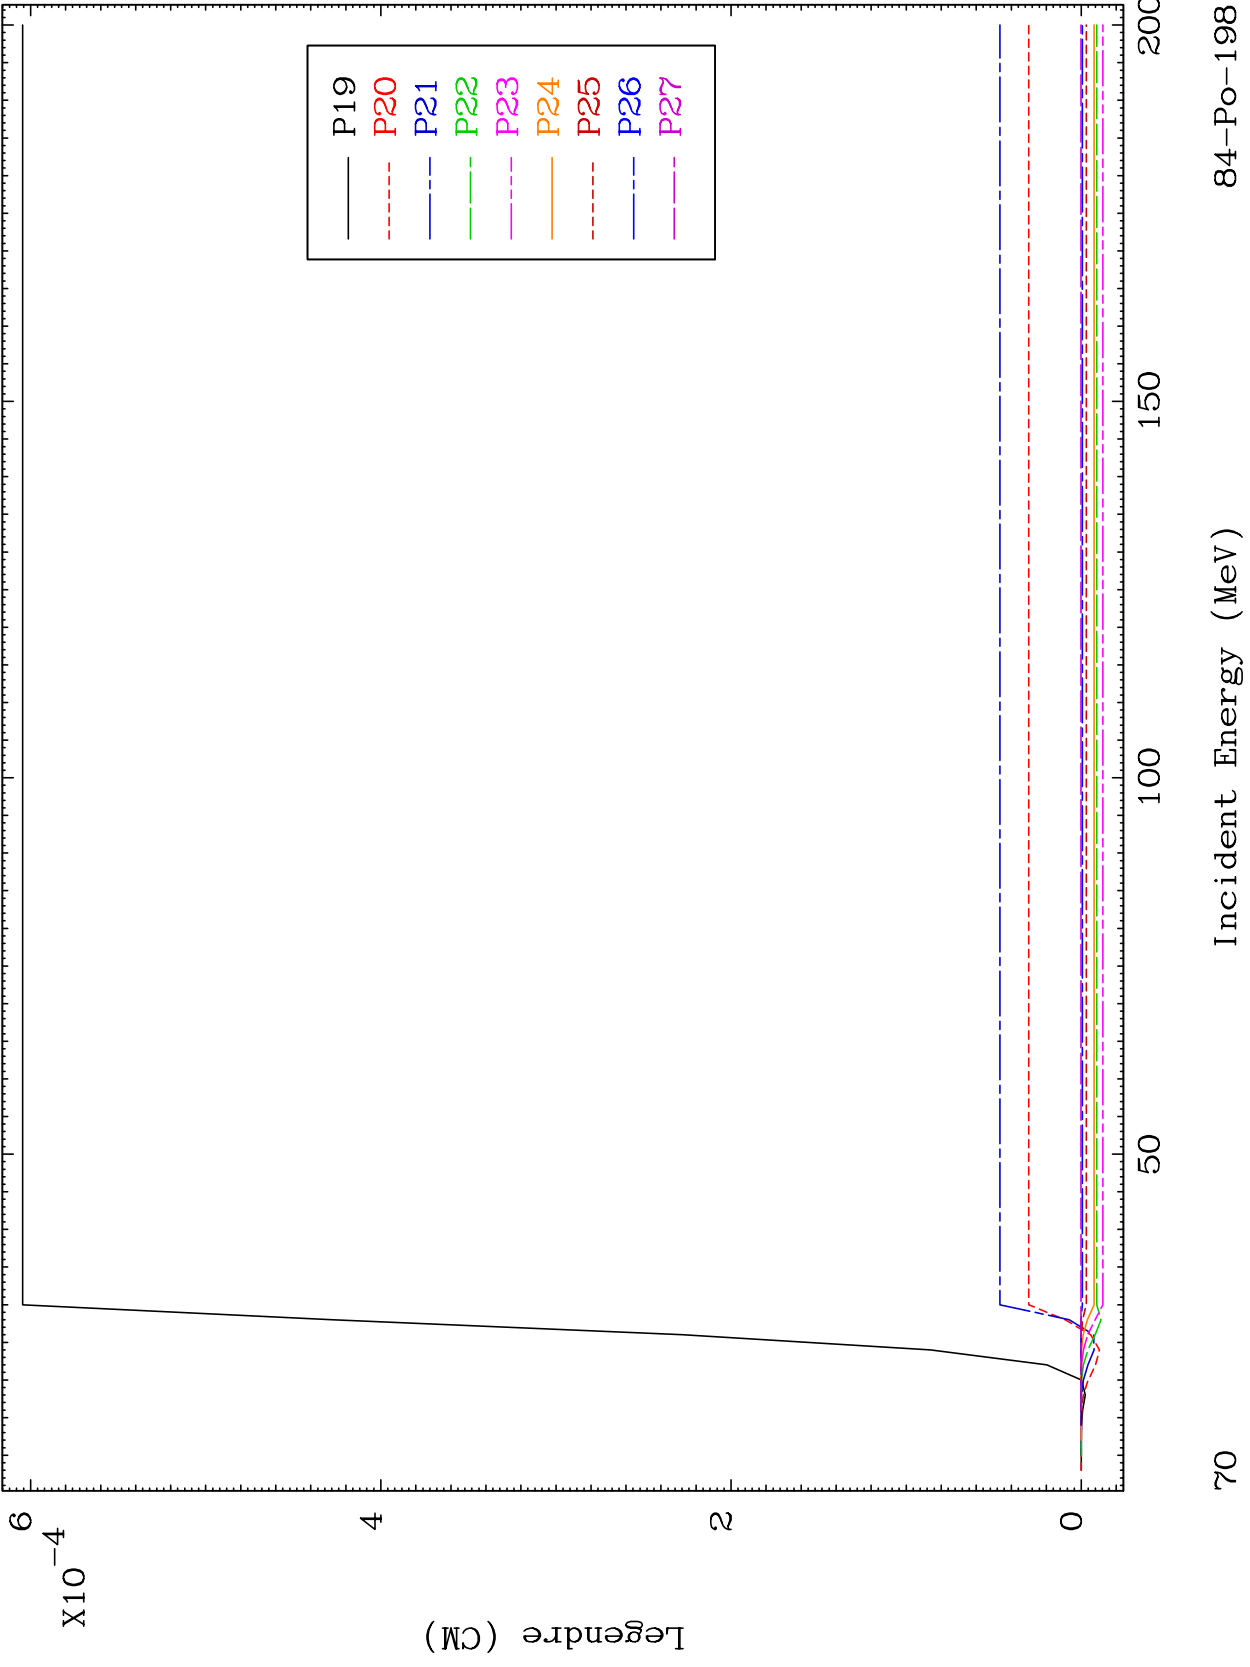 X10
-4
6
4
2
0
Legendre (CM)
P19
P20
P21
P22
P23
P24
P25
P26
P27
50
100
150
200
Incident Energy (MeV)
70
84-Po-198